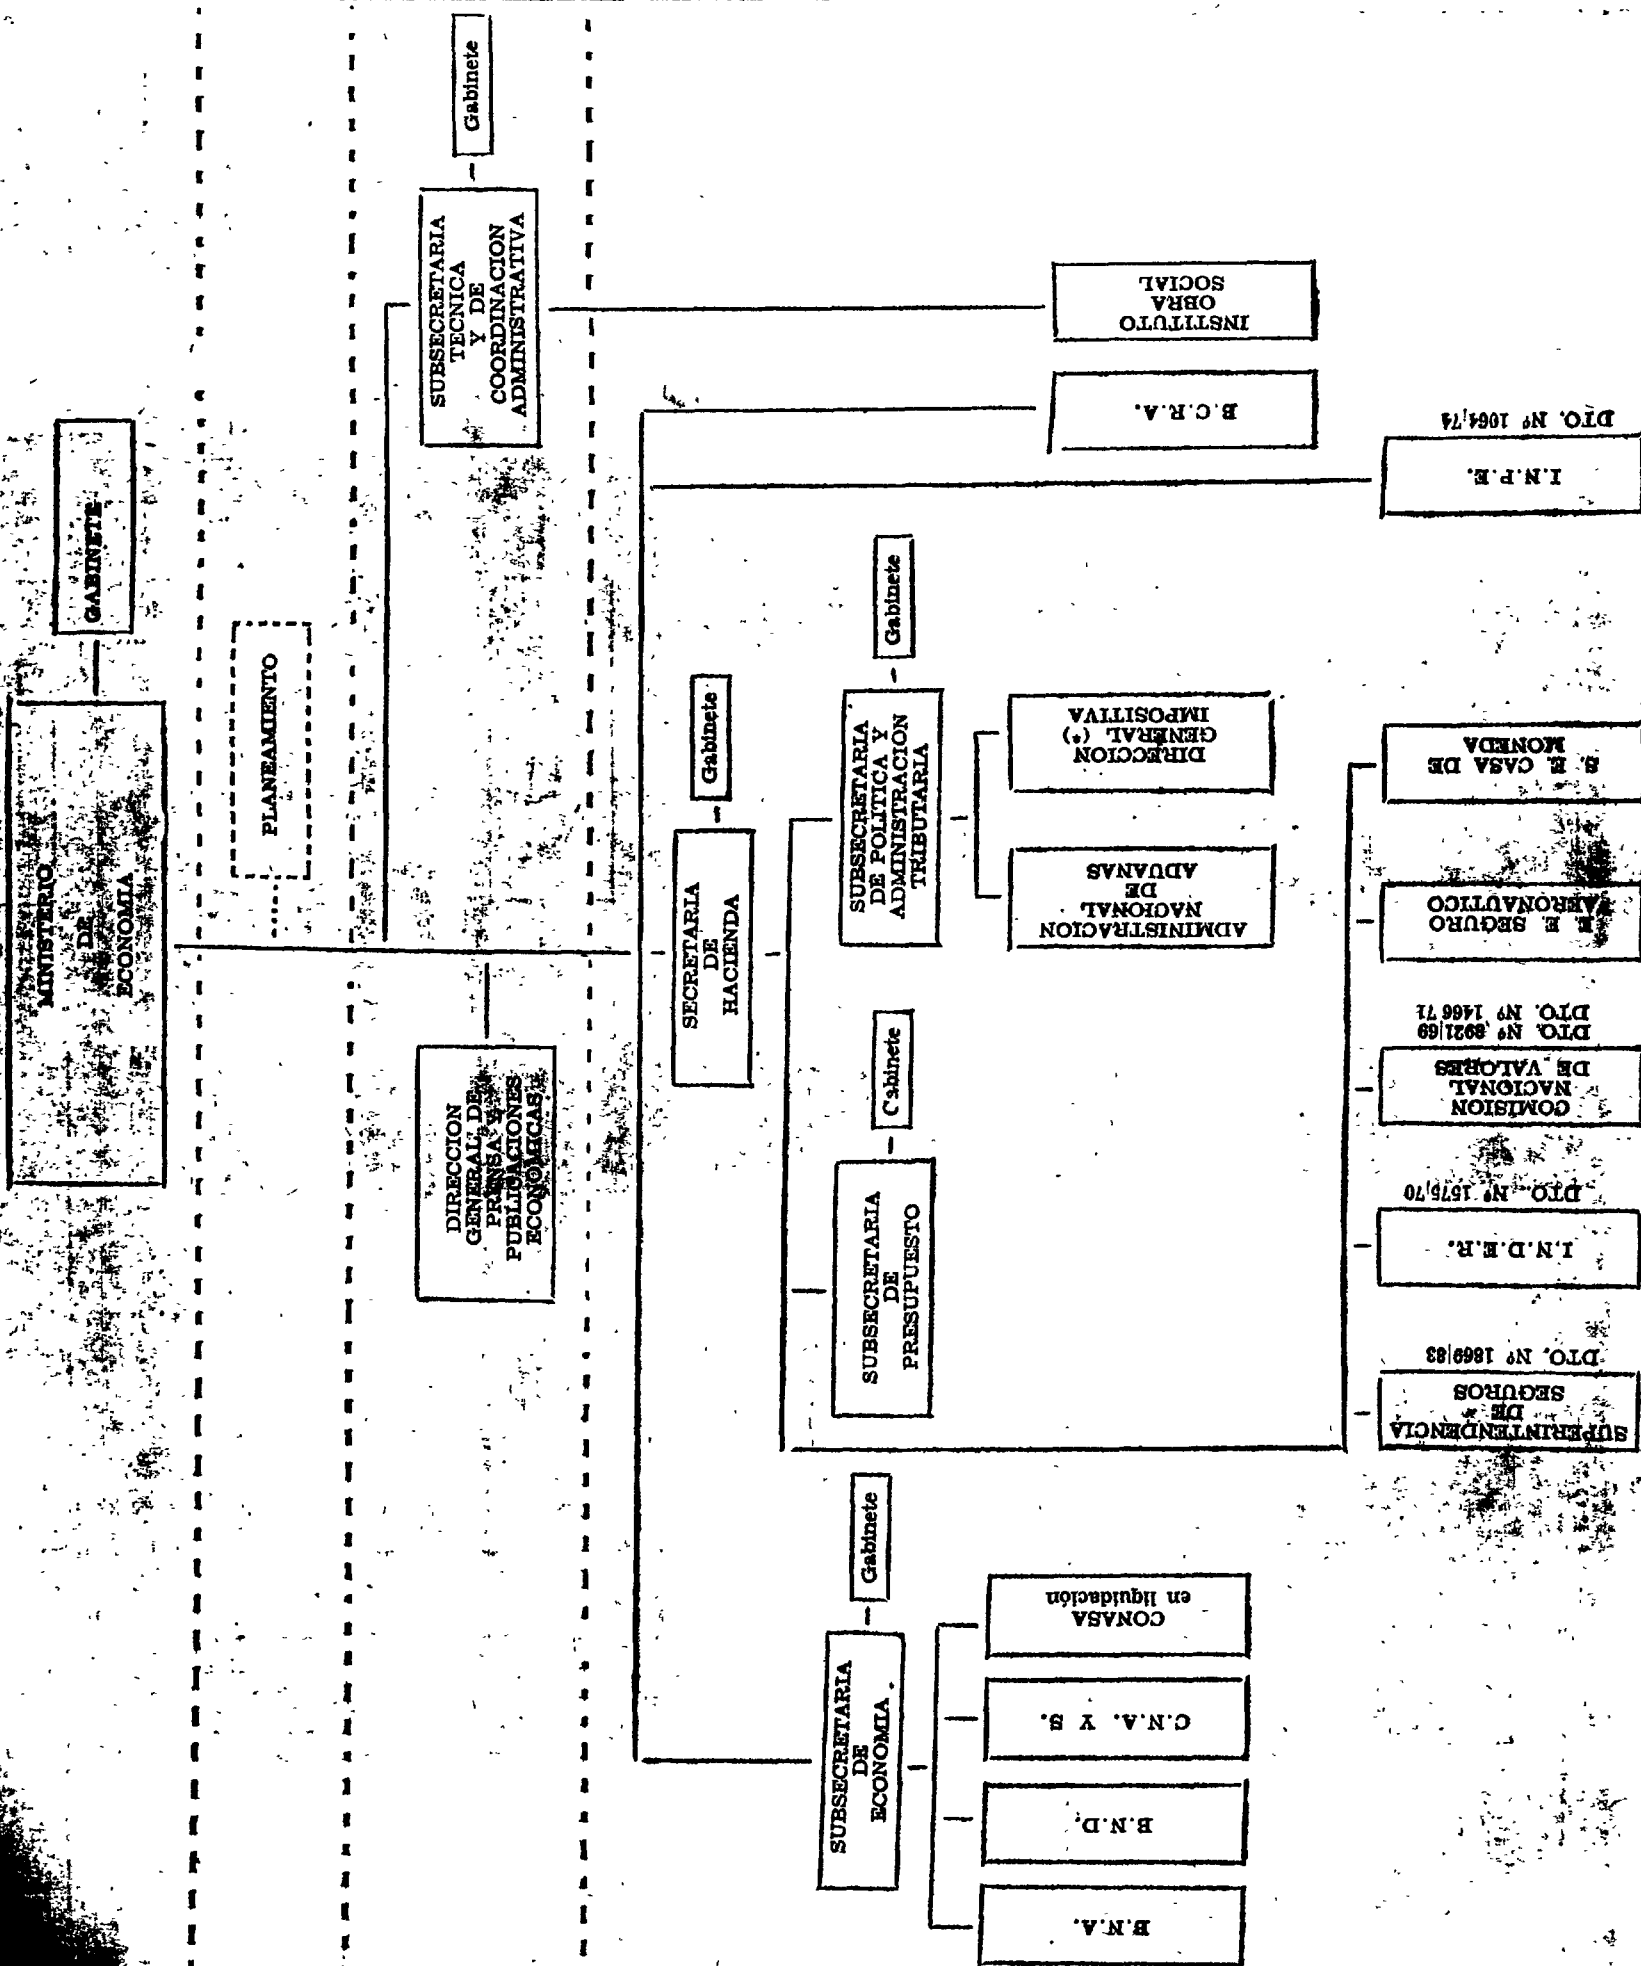 MINISTERIO
DE
ECONOMIA
GABINETE
PLANEAMIENTO
DIRECCION
GENERAL DE
PRENSA Y
PUBLICACIONES
ECONOMICAS
SUBSECRETARIA
TECNICA
Y DE
COORDINACION
ADMINISTRATIVA
Gabinete
SECRETARIA
DE
HACIENDA
Gabinete
SUBSECRETARIA
DE
ECONOMIA
Gabinete
SUBSECRETARIA
DE
PRESUPUESTO
Gabinete
SUBSECRETARIA
DE POLITICA Y
ADMINISTRACION
TRIBUTARIA
Gabinete
B.N.A.
B.N.D.
C.N.A. Y S.
CONASA
en liquidación
ADMINISTRACION
NACIONAL
DE
ADUANAS
DIRECCION
GENERAL (*)
IMPOSITIVA
B.C.R.A.
INSTITUTO
OBRA
SOCIAL
SUPERINTENDENCIA
DE
SEGUROS
DTO. Nº 1869|83
I.N.D.E.R.
DTO. Nº 1575|70
COMISION
NACIONAL
DE VALORES
DTO. Nº 8921|69
DTO. Nº 1466 71
E. E. SEGURO
AERONAUTICO
S. E. CASA DE
MONEDA
I.N.P.E.
DTO. Nº 1064|74